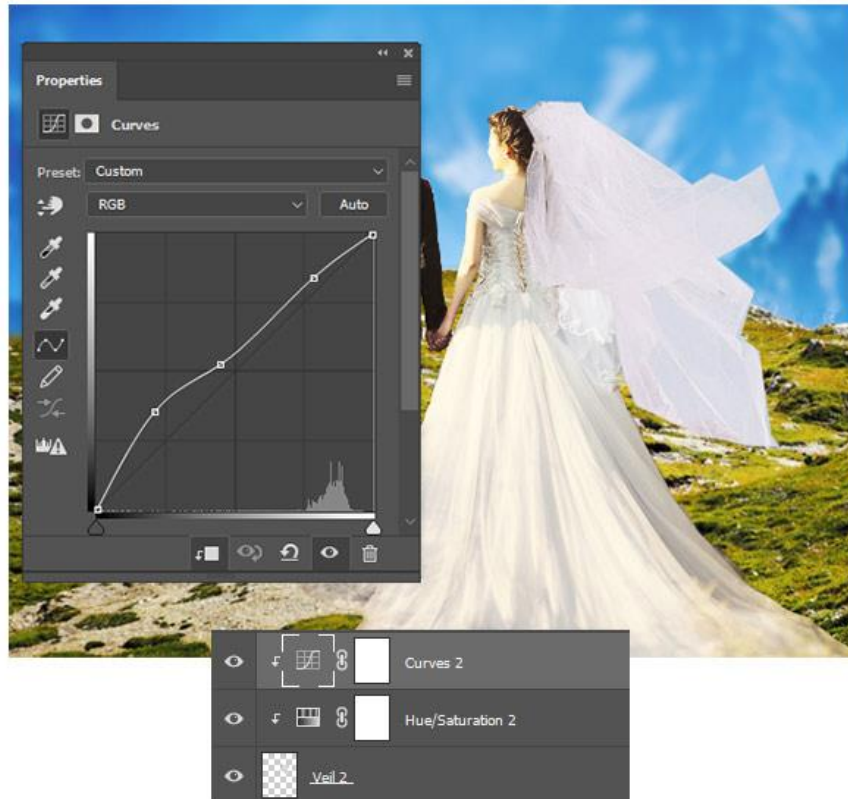 Properties
Curves
Preset: Custom
RGB Auto
Curves 2
Hue/Saturation 2
Veil 2